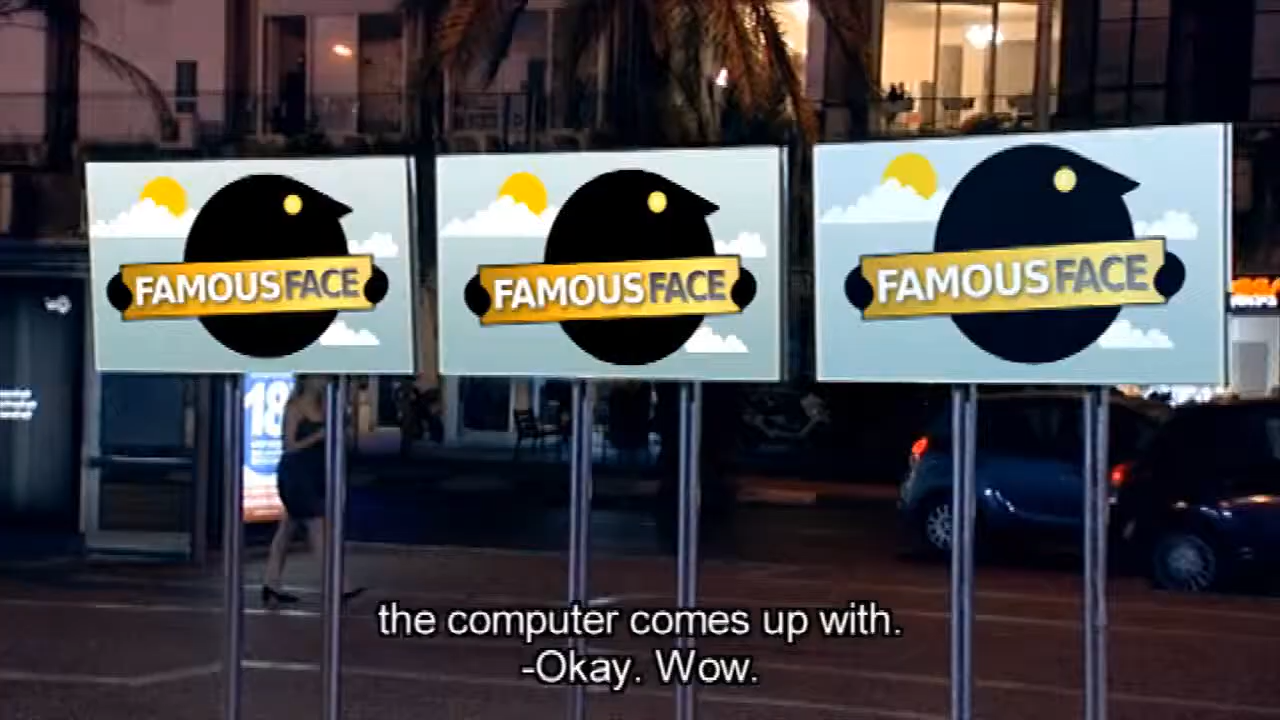 FAMOUSFACE
FAMOUSFACE
FAMOUSFACE
18
the computer comes up with.
-Okay. Wow.